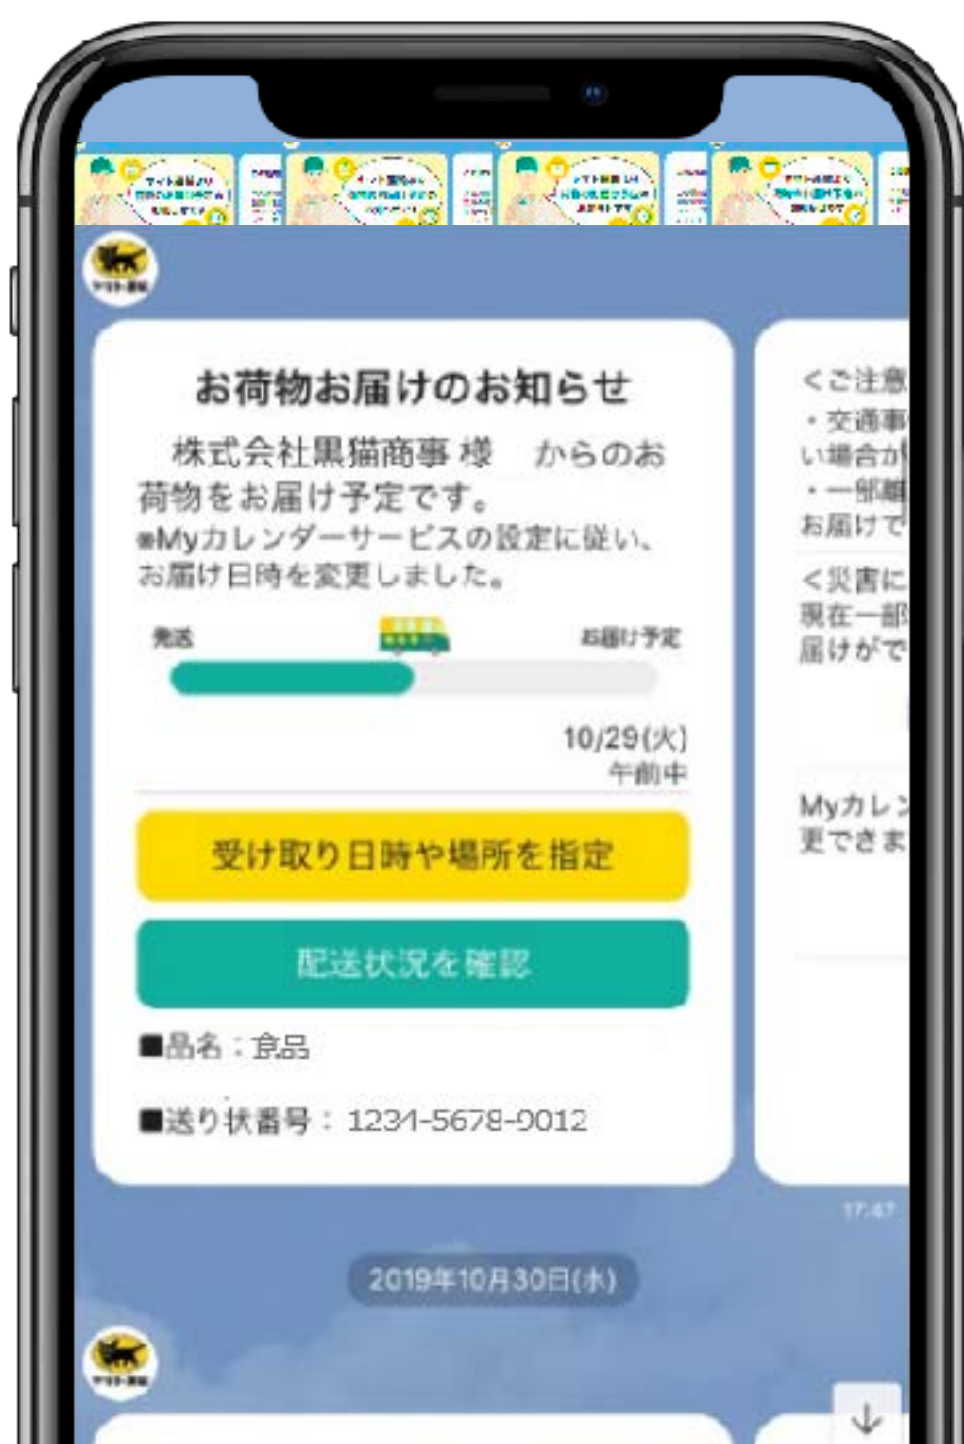 お荷物お届けのお知らせ
株式会社黒猫商事 様 からのお
荷物をお届け予定です。
※Myカレンダーサービスの設定に従い、
お届け日時を変更しました。
発送
お届け予定
10/29(火)
午前中
受け取り日時や場所を指定
配送状況を確認
■品名：食品
■送り状番号： 1234-5678-9012
<ご注意
・交通事
い場合が
・一部離
お届けで
<災害に
現在一部
届けがで
Myカレン
更できま
17:47
2019年10月30日(水)
ヤマト運輸